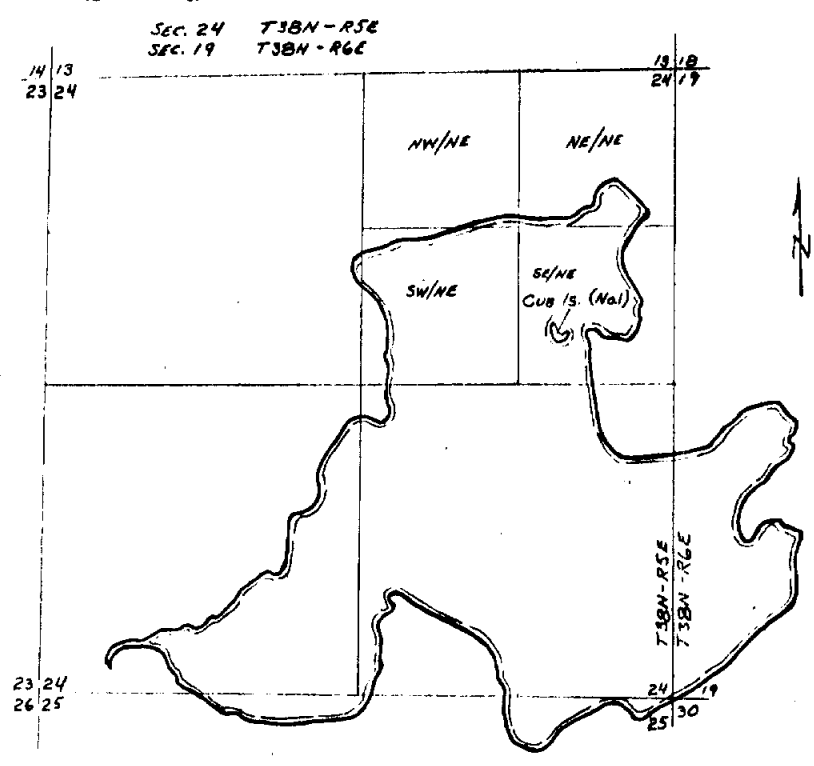 SEC. 24 T38N-R5E
SEC. 19 T38N-R6E
14 13
23 24
13 18
24 19
NW/NE
NE/NE
N
SW/NE
SE/NE
CUB IS. (No1)
T38N-R5E
T38N-R6E
23 24
26 25
24 19
25 30